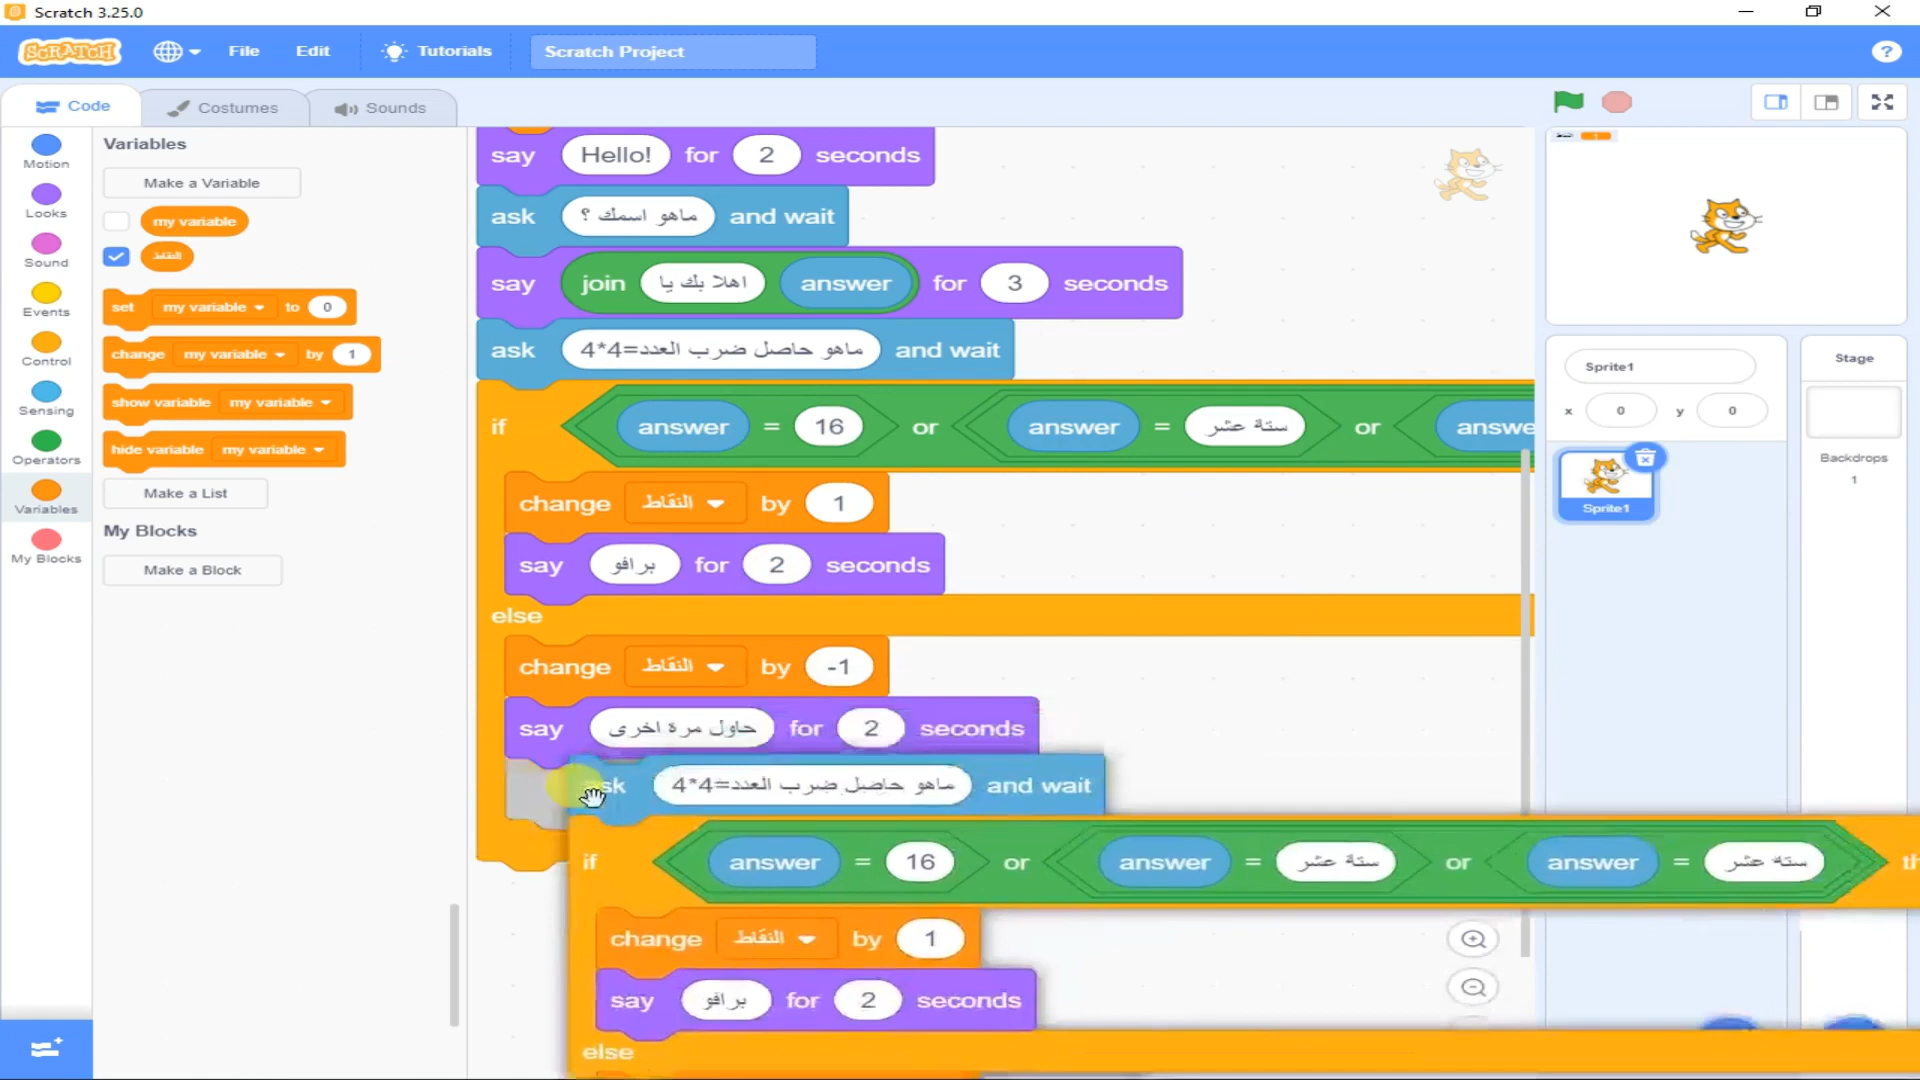 Scratch 3.25.0
SCRATCH File Edit Tutorials Scratch Project ?
Code Costumes Sounds
Motion
Looks
Sound
Events
Control
Sensing
Operators
Variables
My Blocks
Variables
Make a Variable
my variable
النقاط
set my variable to 0
change my variable by 1
show variable my variable
hide variable my variable
Make a List
My Blocks
Make a Block
say Hello! for 2 seconds
ask ماهو اسمك ؟ and wait
say join اهلا بك يا answer for 3 seconds
ask ماهو حاصل ضرب العدد=4*4 and wait
if answer = 16 or answer = ستة عشر or answe
change النقاط by 1
say برافو for 2 seconds
else
change النقاط by -1
say حاول مرة اخرى for 2 seconds
ask ماهو حاصل ضرب العدد=4*4 and wait
if answer = 16 or answer = ستة عشر or answer = سته عشر th
change النقاط by 1
say برافو for 2 seconds
else
Sprite1
x 0 y 0
Sprite1
Stage
Backdrops
1